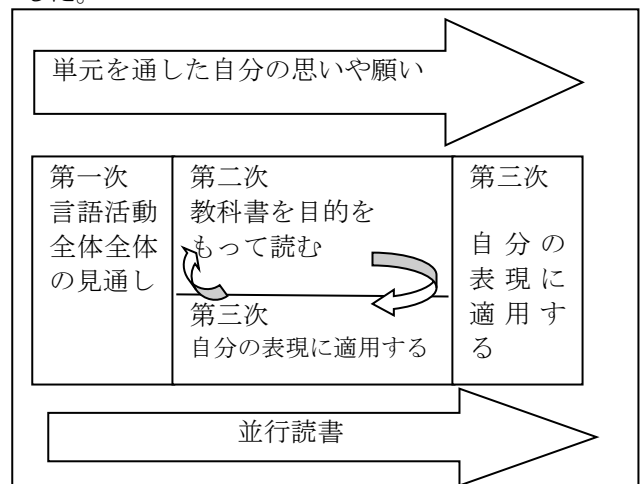 した。
単元を通した自分の思いや願い
第一次
言語活動
全体全体
の見通し
第二次
教科書を目的を
もって読む
第三次
自分の表現に適用する
第三次
自分の
表現に
適用す
る
並行読書